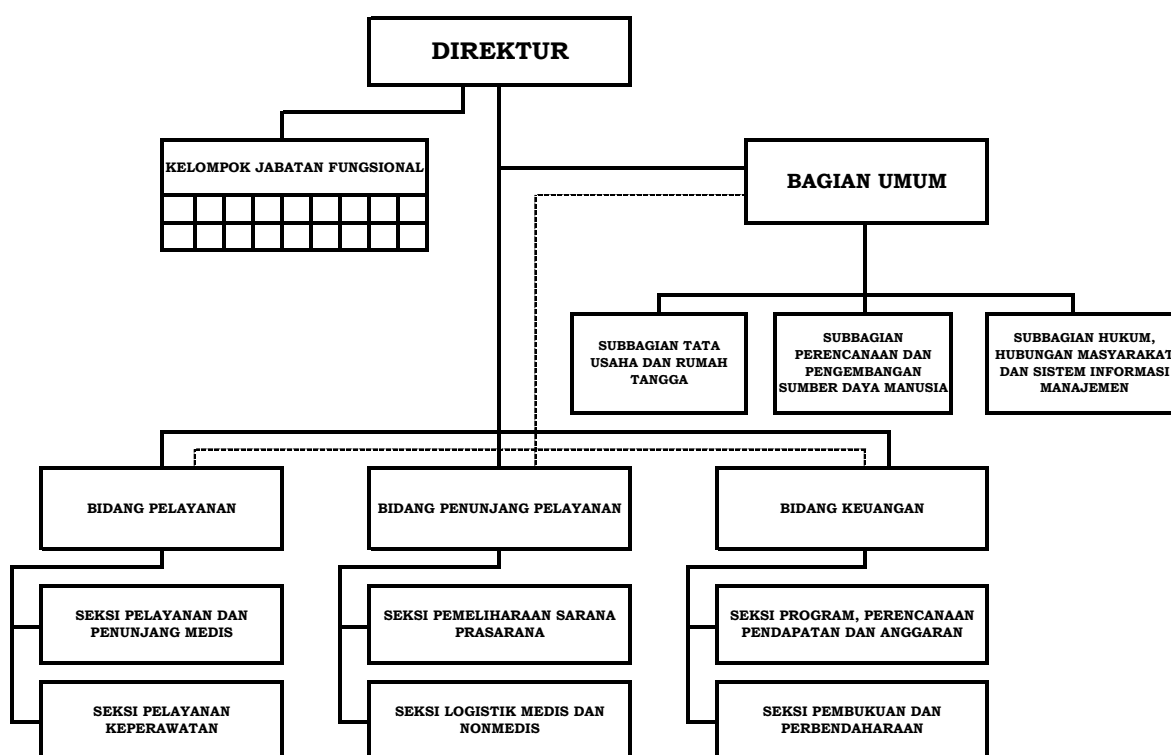 DIREKTUR
KELOMPOK JABATAN FUNGSIONAL
BAGIAN UMUM
SUBBAGIAN TATA
USAHA DAN RUMAH
TANGGA
SUBBAGIAN
PERENCANAAN DAN
PENGEMBANGAN
SUMBER DAYA MANUSIA
SUBBAGIAN HUKUM,
HUBUNGAN MASYARAKAT
DAN SISTEM INFORMASI
MANAJEMEN
BIDANG PELAYANAN
BIDANG PENUNJANG PELAYANAN
BIDANG KEUANGAN
SEKSI PELAYANAN DAN
PENUNJANG MEDIS
SEKSI PEMELIHARAAN SARANA
PRASARANA
SEKSI PROGRAM, PERENCANAAN
PENDAPATAN DAN ANGGARAN
SEKSI PELAYANAN
KEPERAWATAN
SEKSI LOGISTIK MEDIS DAN
NONMEDIS
SEKSI PEMBUKUAN DAN
PERBENDAHARAAN